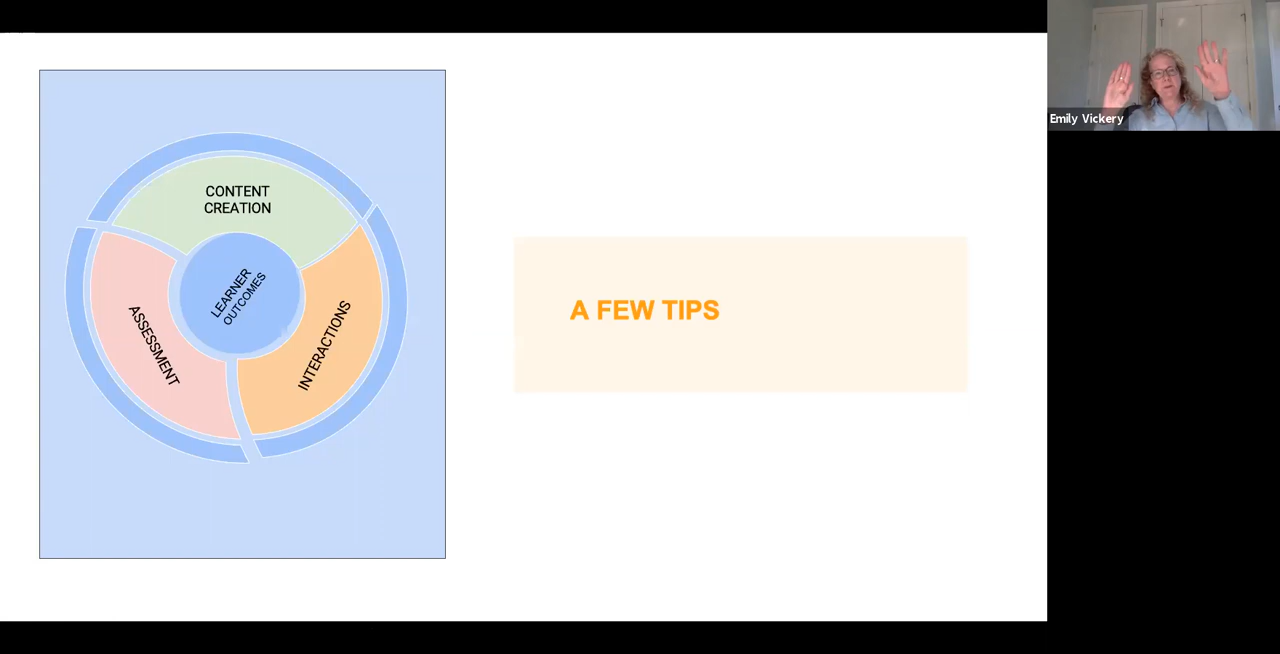 CONTENT
CREATION
LEARNER
OUTCOMES
ASSESSMENT
INTERACTIONS
A FEW TIPS
Emily Vickery